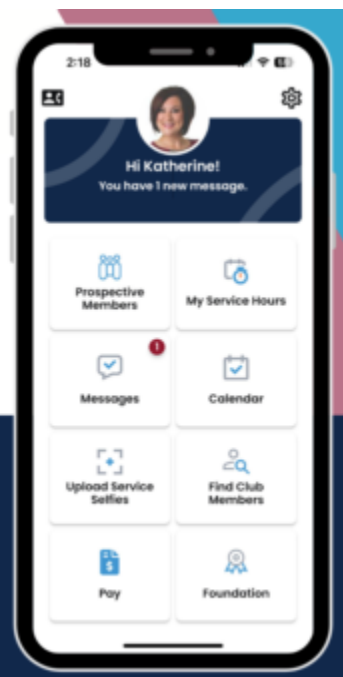 2:18
Hi Katherine!
You have 1 new message.
Prospective
Members
My Service Hours
1
Messages
Calendar
Upload Service
Selfies
Find Club
Members
$
Pay
Foundation